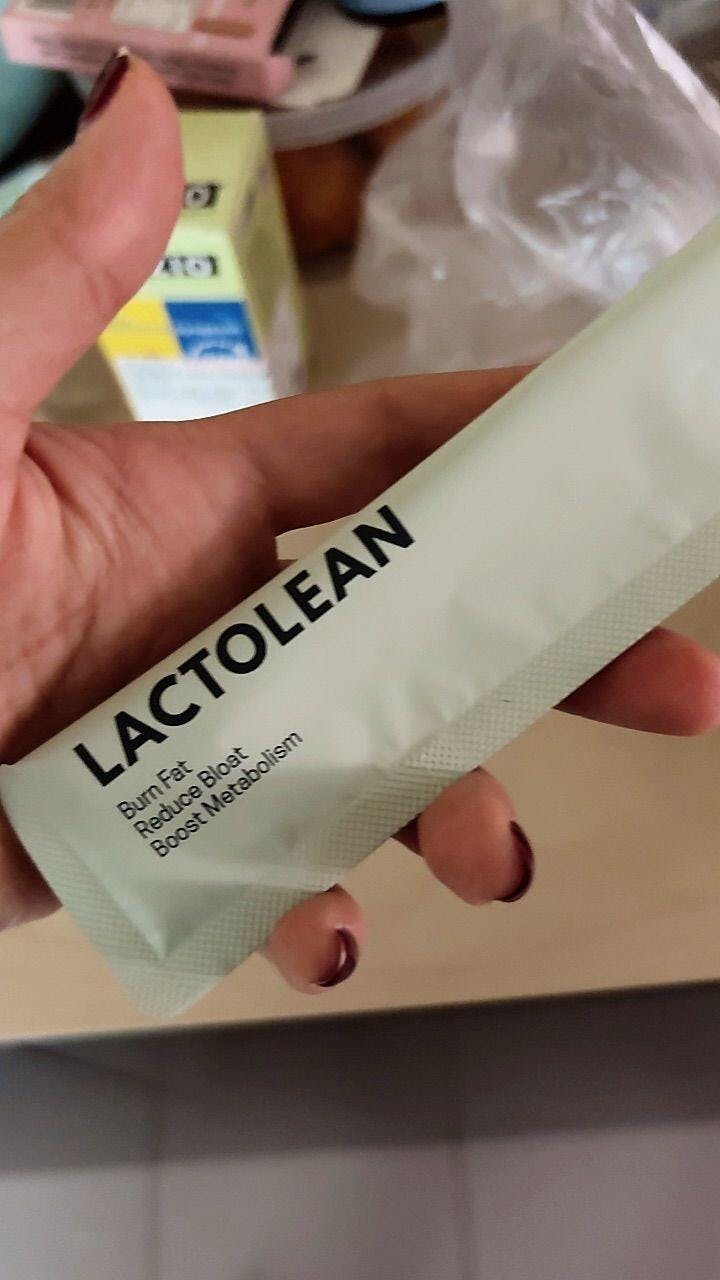 LACTOLEAN
Burn Fat
Reduce Bloat
Boost Metabolism